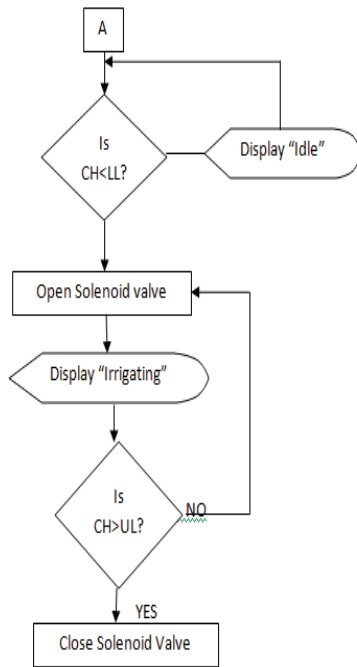 A
Is
CH<LL?
Display “Idle”
Open Solenoid valve
Display “Irrigating”
Is
CH>UL?
NO
YES
Close Solenoid Valve